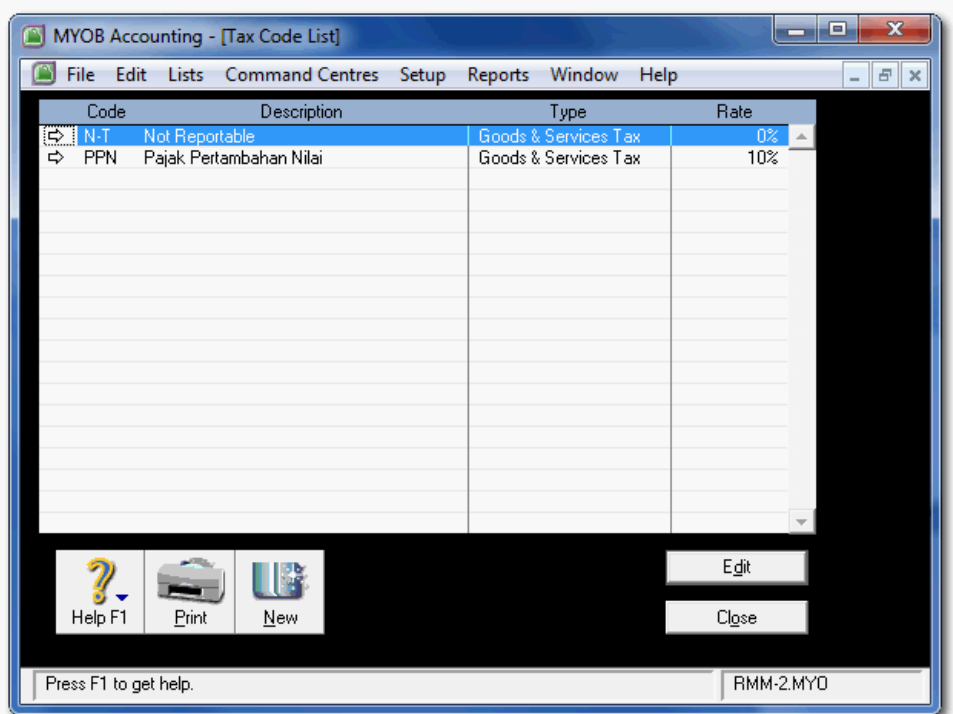 MYOB Accounting - [Tax Code List]
File Edit Lists Command Centres Setup Reports Window Help
Code Description Type Rate
N-T Not Reportable Goods & Services Tax 0%
PPN Pajak Pertambahan Nilai Goods & Services Tax 10%
Edit
Help F1 Print New
Close
Press F1 to get help. RMM-2.MYO